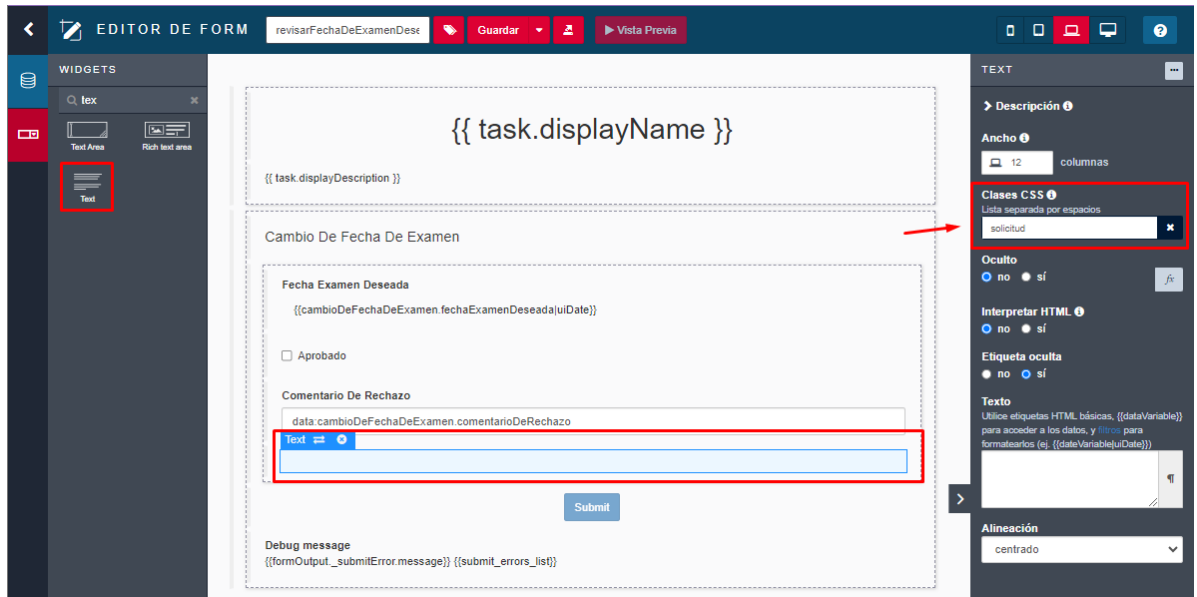 EDITOR DE FORM
revisarFechaDeExamenDese
Guardar
Vista Previa
?
WIDGETS
tex
Text Area
Rich text area
Text
{{ task.displayName }}
{{ task.displayDescription }}
Cambio De Fecha De Examen
Fecha Examen Deseada
{{cambioDeFechaDeExamen.fechaExamenDeseada|uiDate}}
Aprobado
Comentario De Rechazo
data:cambioDeFechaDeExamen.comentarioDeRechazo
Text
Submit
Debug message
{{formOutput._submitError.message}} {{submit_errors_list}}
TEXT
Descripción
Ancho
12 columnas
Clases CSS
Lista separada por espacios
solicitud
Oculto
no sí
fx
Interpretar HTML
no sí
Etiqueta oculta
no sí
Texto
Utilice etiquetas HTML básicas, {{dataVariable}}
para acceder a los datos, y filtros para
formatearlos (ej. {{dateVariable|uiDate}})
¶
Alineación
centrado